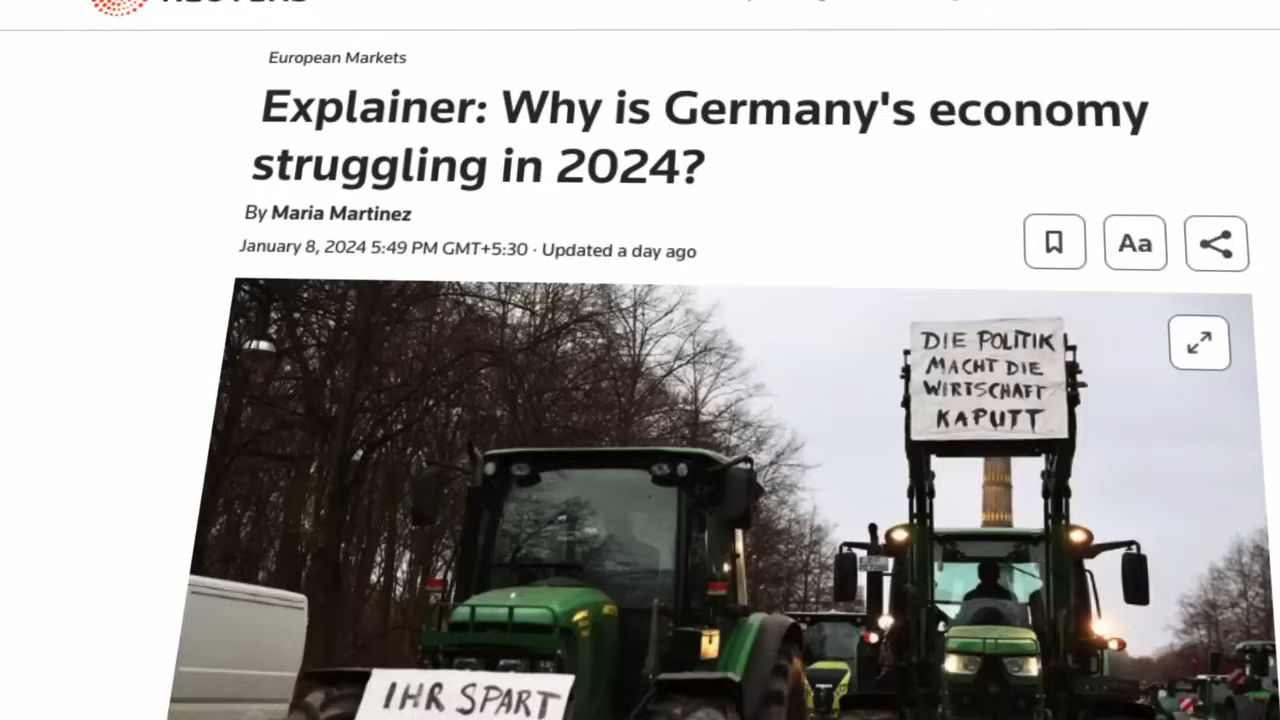 European Markets
Explainer: Why is Germany's economy
struggling in 2024?
By Maria Martinez
January 8, 2024 5:49 PM GMT+5:30 · Updated a day ago
Aa
DIE POLITIK
MACHT DIE
WIRTSCHAFT
KAPUTT
IHR SPART